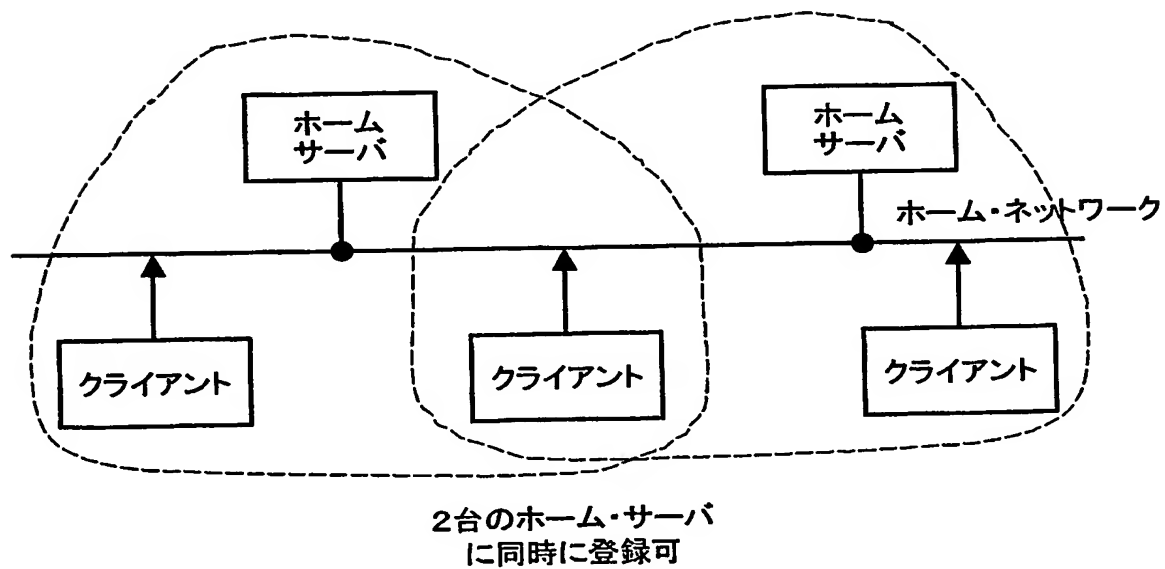 ホーム
サーバ
ホーム
サーバ
ホーム・ネットワーク
クライアント
クライアント
クライアント
2台のホーム・サーバ
に同時に登録可